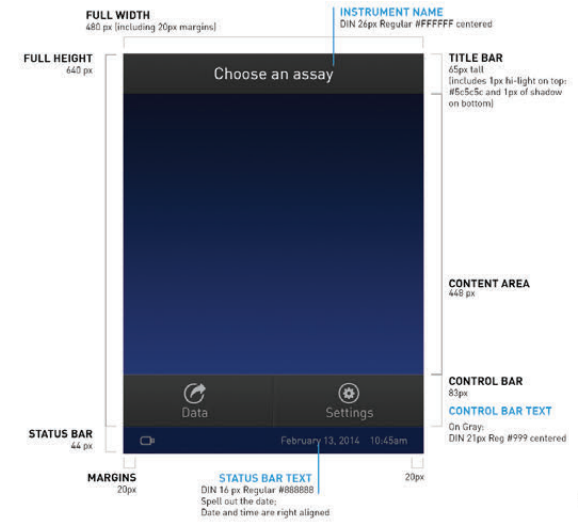 FULL WIDTH
480 px (including 20px margins)
INSTRUMENT NAME
DIN 26px Regular #FFFFFF centered
FULL HEIGHT
640 px
Choose an assay
TITLE BAR
65px tall
(includes 1px hi-light on top:
#5c5c5c and 1px of shadow
on bottom)
CONTENT AREA
448 px
Data
Settings
CONTROL BAR
83px
CONTROL BAR TEXT
On Gray:
DIN 21px Reg #999 centered
STATUS BAR
44 px
February 13, 2014 10:45am
MARGINS
20px
STATUS BAR TEXT
DIN 16 px Regular #888888
Spell out the date;
Date and time are right aligned
20px